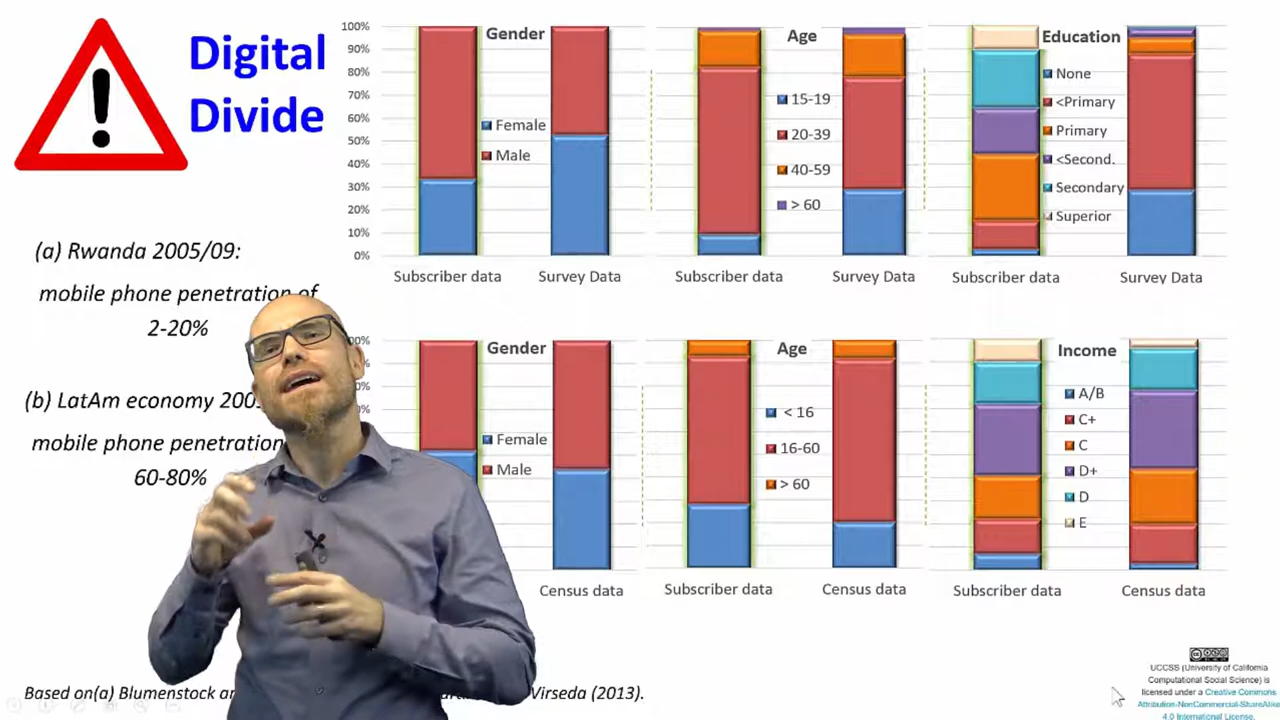 Digital
Divide
(a) Rwanda 2005/09:
mobile phone penetration of
2-20%
(b) LatAm economy
mobile phone penetration
60-80%
100%
90%
80%
70%
60%
50%
40%
30%
20%
10%
0%
Gender
Female
Male
Subscriber data
Survey Data
Age
15-19
20-39
40-59
> 60
Subscriber data
Survey Data
Education
None
<Primary
Primary
<Second.
Secondary
Superior
Subscriber data
Survey Data
Gender
Female
Male
Census data
Age
< 16
16-60
> 60
Subscriber data
Census data
Income
A/B
C+
C
D+
D
E
Subscriber data
Census data
Based on(a) Blumenstock Virseda (2013).
UCCSS (University of California
Computational Social Science) is
licensed under a Creative Commons
Attribution-NonCommercial-ShareAlike
4.0 International License.